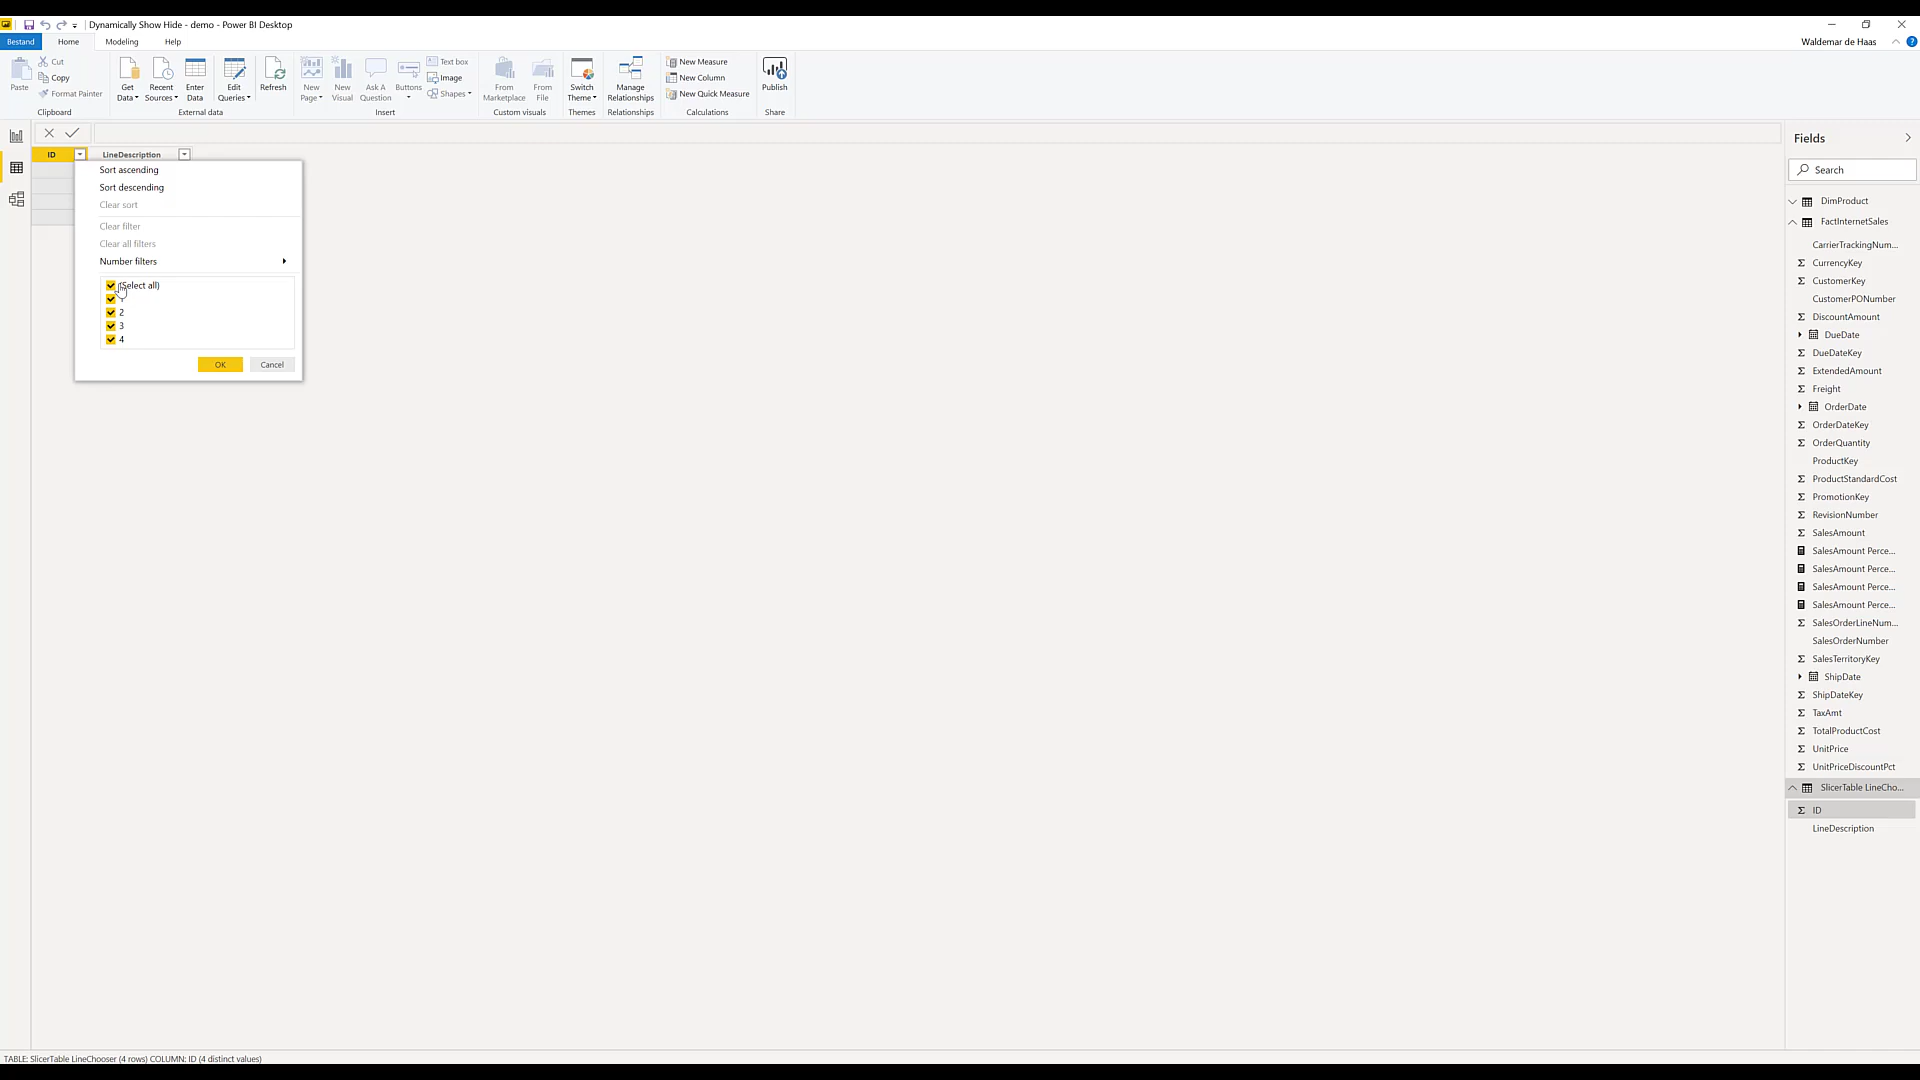 Dynamically Show Hide - demo - Power BI Desktop
Bestand Home Modeling Help
Waldemar de Haas ?
Paste
Cut
Copy
Format Painter
Clipboard
Get Data
Recent Sources
Enter Data
Edit Queries
Refresh
External data
New Page
New Visual
Ask A Question
Buttons
Text box
Image
Shapes
Insert
From Marketplace
From File
Custom visuals
Switch Theme
Themes
Manage Relationships
Relationships
New Measure
New Column
New Quick Measure
Calculations
Publish
Share
ID LineDescription
Sort ascending
Sort descending
Clear sort
Clear filter
Clear all filters
Number filters
(Select all)
1
2
3
4
OK Cancel
Fields
Search
DimProduct
FactInternetSales
CarrierTrackingNum...
CurrencyKey
CustomerKey
CustomerPONumber
DiscountAmount
DueDate
DueDateKey
ExtendedAmount
Freight
OrderDate
OrderDateKey
OrderQuantity
ProductKey
ProductStandardCost
PromotionKey
RevisionNumber
SalesAmount
SalesAmount Perce...
SalesAmount Perce...
SalesAmount Perce...
SalesAmount Perce...
SalesOrderLineNum...
SalesOrderNumber
SalesTerritoryKey
ShipDate
ShipDateKey
TaxAmt
TotalProductCost
UnitPrice
UnitPriceDiscountPct
SlicerTable LineCho...
ID
LineDescription
TABLE: SlicerTable LineChooser (4 rows) COLUMN: ID (4 distinct values)